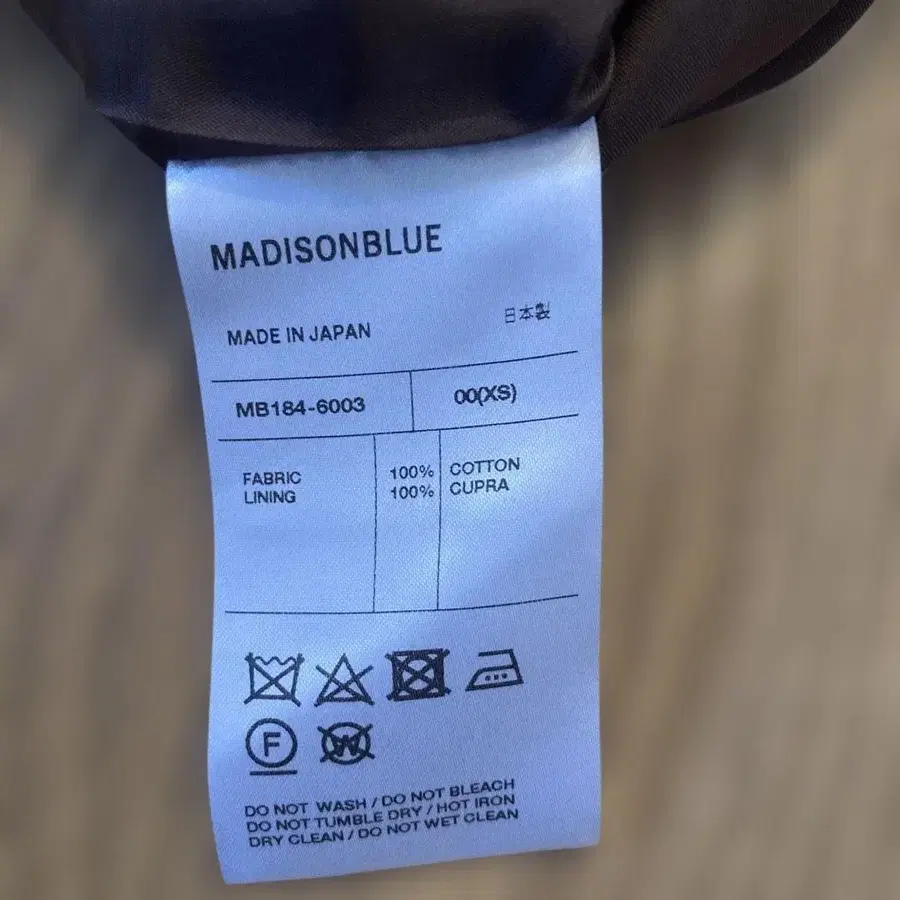 MADISONBLUE
MADE IN JAPAN 日本製
MB184-6003 00(XS)
FABRIC 100% COTTON
LINING 100% CUPRA
F W
DO NOT WASH / DO NOT BLEACH
DO NOT TUMBLE DRY / HOT IRON
DRY CLEAN / DO NOT WET CLEAN